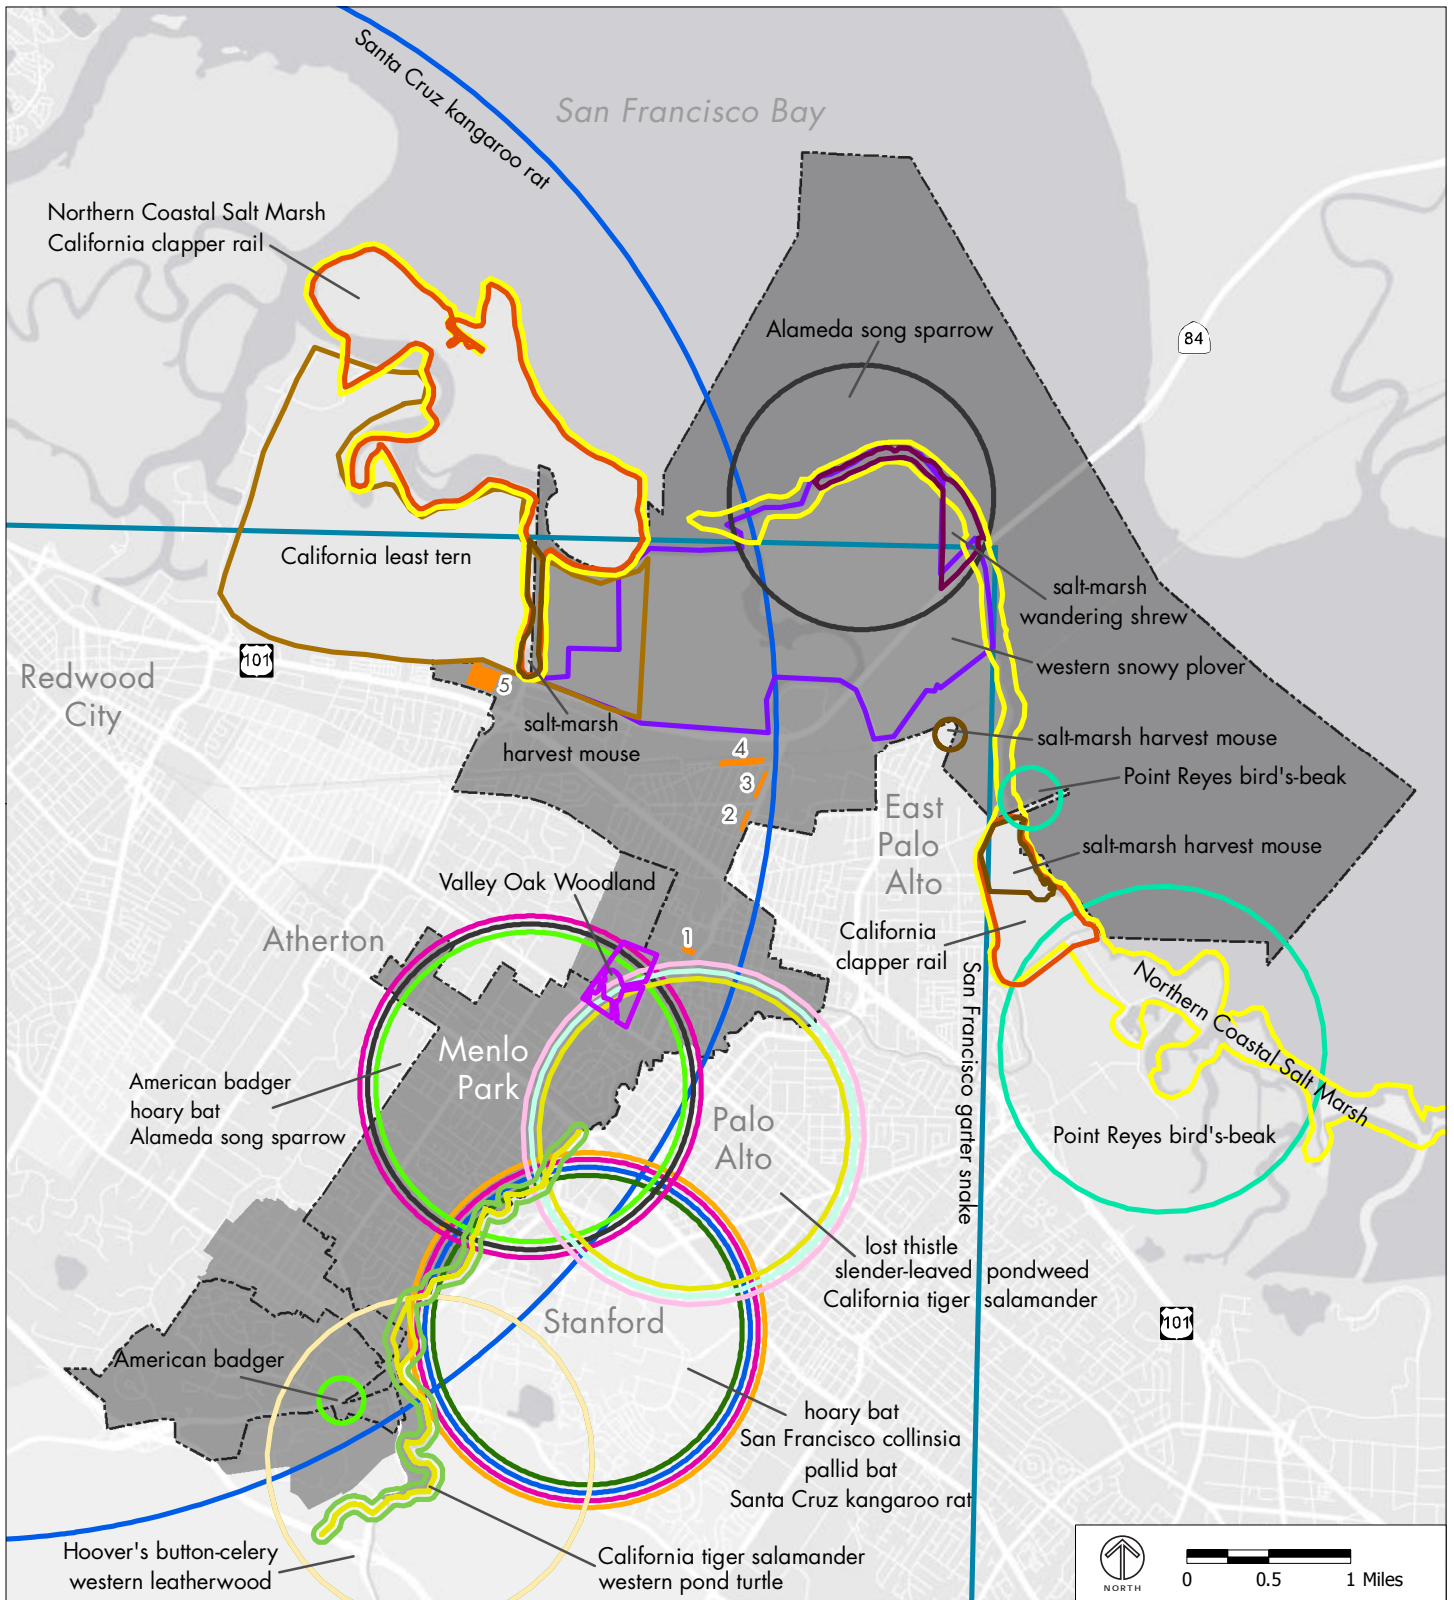 Santa Cruz kangaroo rat
San Francisco Bay
Northern Coastal Salt Marsh
California clapper rail
Alameda song sparrow
84
California least tern
salt-marsh
wandering shrew
western snowy plover
101
Redwood
City
5
salt-marsh
harvest mouse
salt-marsh harvest mouse
4
3
2
Point Reyes bird's-beak
East
Palo
Alto
salt-marsh harvest mouse
Valley Oak Woodland
Atherton
1
California
clapper rail
San Francisco garter snake
Northern Coastal Salt Marsh
Menlo
Park
American badger
hoary bat
Alameda song sparrow
Palo
Alto
Point Reyes bird's-beak
lost thistle
slender-leaved pondweed
California tiger salamander
Stanford
101
American badger
hoary bat
San Francisco collinsia
pallid bat
Santa Cruz kangaroo rat
Hoover's button-celery
western leatherwood
California tiger salamander
western pond turtle
NORTH
0 0.5 1 Miles